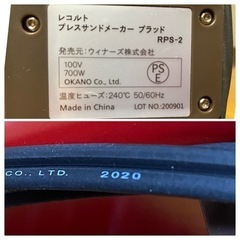 レコルト
プレスサンドメーカー プラッド
RPS-2
発売元:ウィナーズ株式会社
100V
700W
OKANO Co., Ltd.
PS
E
温度ヒューズ:240℃ 50/60Hz
Made in China
LOT NO.200901
CO., LTD. 2020